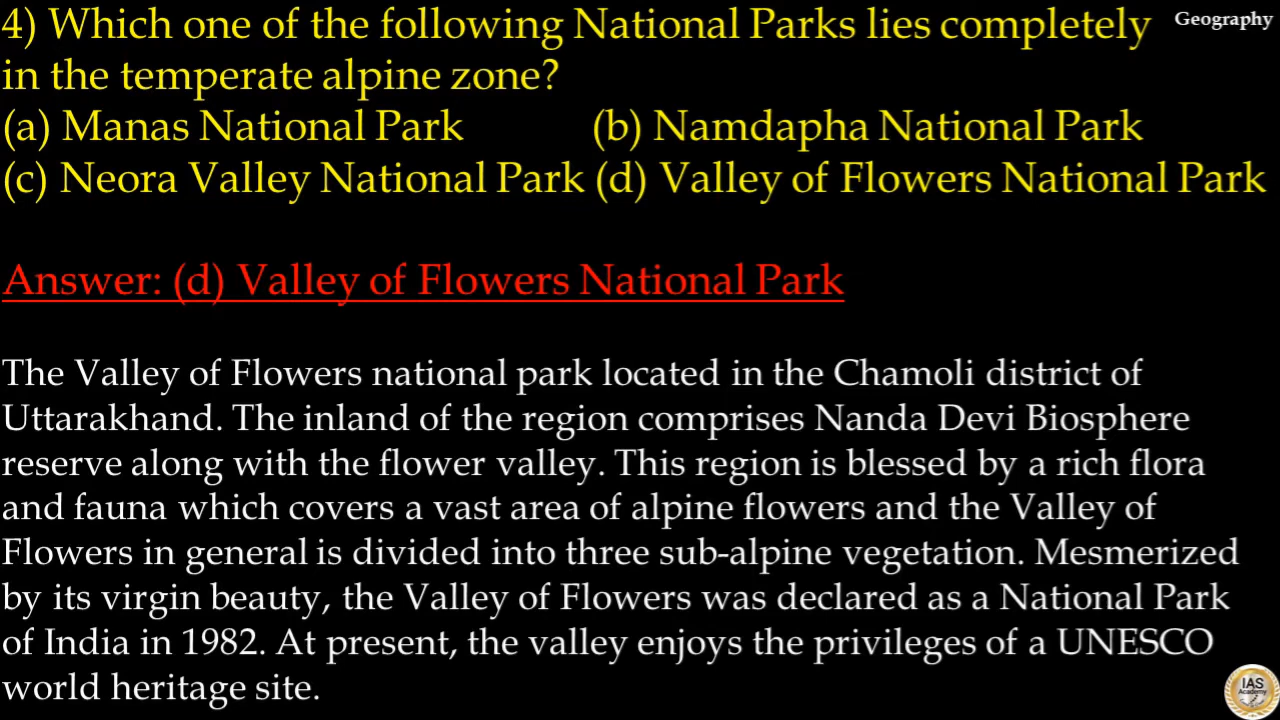 4) Which one of the following National Parks lies completely Geography
in the temperate alpine zone?
(a) Manas National Park (b) Namdapha National Park
(c) Neora Valley National Park (d) Valley of Flowers National Park
Answer: (d) Valley of Flowers National Park
The Valley of Flowers national park located in the Chamoli district of
Uttarakhand. The inland of the region comprises Nanda Devi Biosphere
reserve along with the flower valley. This region is blessed by a rich flora
and fauna which covers a vast area of alpine flowers and the Valley of
Flowers in general is divided into three sub-alpine vegetation. Mesmerized
by its virgin beauty, the Valley of Flowers was declared as a National Park
of India in 1982. At present, the valley enjoys the privileges of a UNESCO
world heritage site.
IAS
Academy